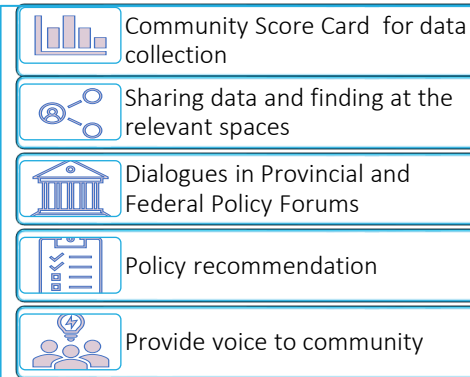 Community Score Card for data
collection
Sharing data and finding at the
relevant spaces
Dialogues in Provincial and
Federal Policy Forums
Policy recommendation
Provide voice to community